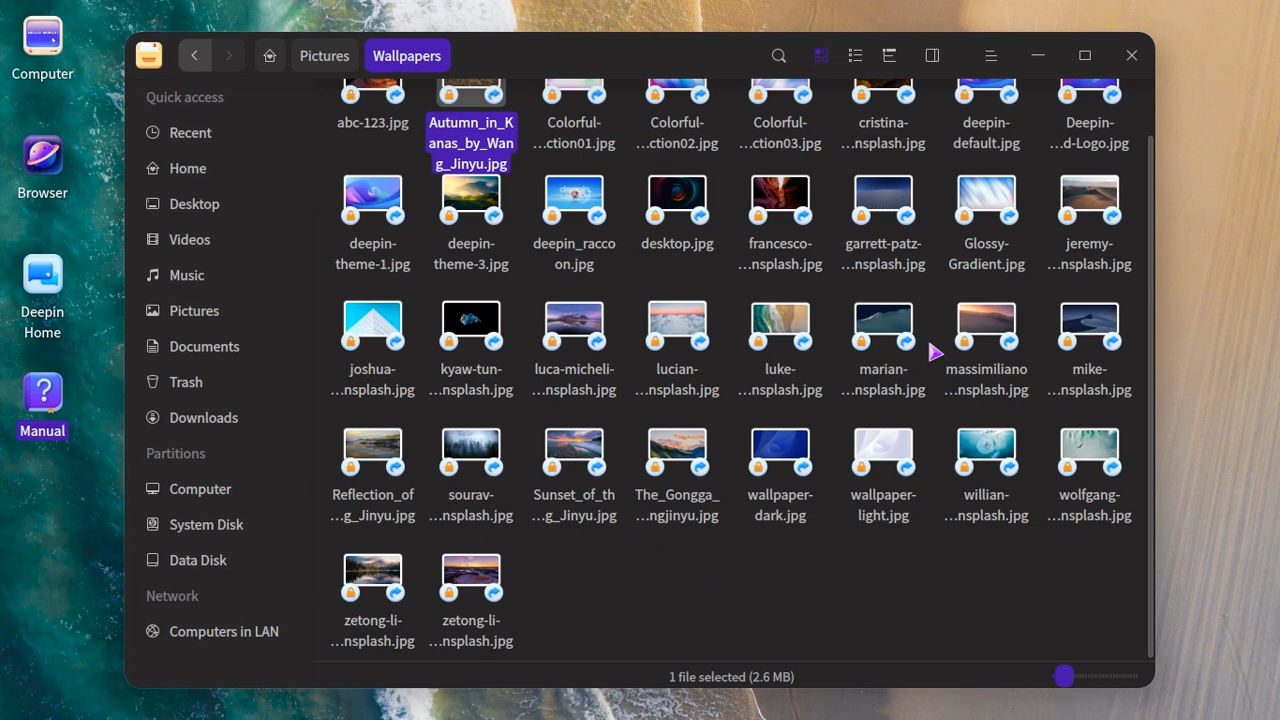 Computer
Browser
Deepin
Home
Manual
Pictures
Wallpapers
Quick access
Recent
Home
Desktop
Videos
Music
Pictures
Documents
Trash
Downloads
Partitions
Computer
System Disk
Data Disk
Network
Computers in LAN
abc-123.jpg
Autumn_in_K
anas_by_Wan
g_Jinyu.jpg
Colorful-
...ction01.jpg
Colorful-
...ction02.jpg
Colorful-
...ction03.jpg
cristina-
...nsplash.jpg
deepin-
default.jpg
Deepin-
...d-Logo.jpg
deepin-
theme-1.jpg
deepin-
theme-3.jpg
deepin_racco
on.jpg
desktop.jpg
francesco-
...nsplash.jpg
garrett-patz-
...nsplash.jpg
Glossy-
Gradient.jpg
jeremy-
...nsplash.jpg
joshua-
...nsplash.jpg
kyaw-tun-
...nsplash.jpg
luca-micheli-
...nsplash.jpg
lucian-
...nsplash.jpg
luke-
...nsplash.jpg
marian-
...nsplash.jpg
massimiliano
...nsplash.jpg
mike-
...nsplash.jpg
Reflection_of
...g_Jinyu.jpg
sourav-
...nsplash.jpg
Sunset_of_th
...g_Jinyu.jpg
The_Gongga_
...ngjinyu.jpg
wallpaper-
dark.jpg
wallpaper-
light.jpg
willian-
...nsplash.jpg
wolfgang-
...nsplash.jpg
zetong-li-
...nsplash.jpg
zetong-li-
...nsplash.jpg
1 file selected (2.6 MB)